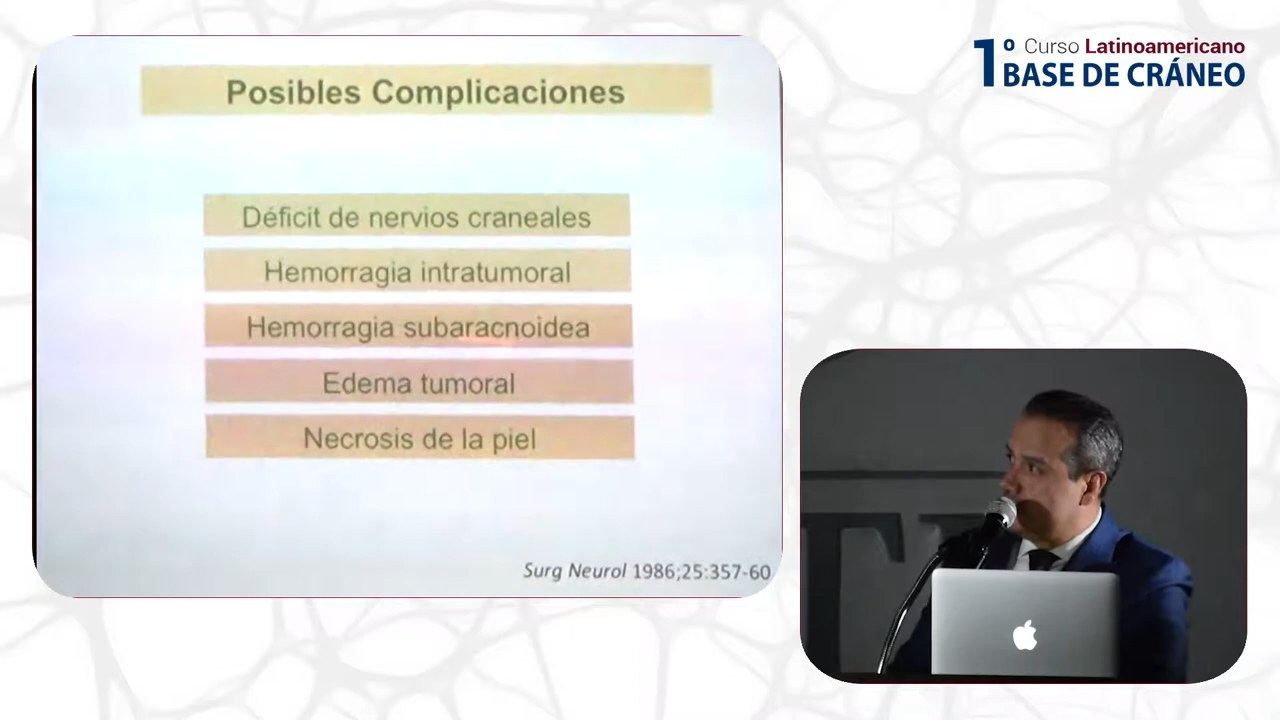 Posibles Complicaciones
Déficit de nervios craneales
Hemorragia intratumoral
Hemorragia subaracnoidea
Edema tumoral
Necrosis de la piel
Surg Neurol 1986;25:357-60
1º Curso Latinoamericano
BASE DE CRÁNEO